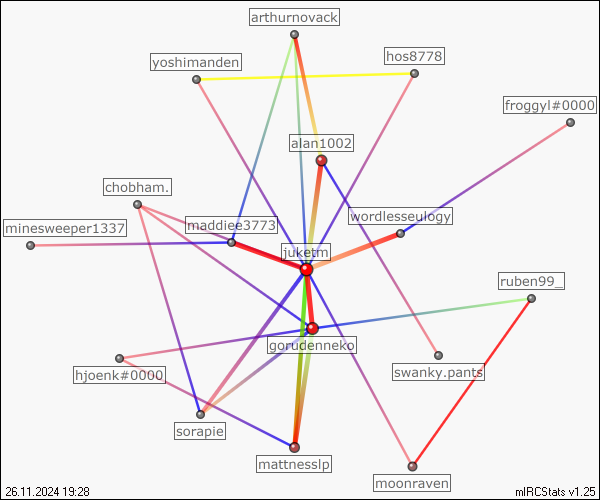 arthurnovack
yoshimanden
hos8778
froggyl#0000
alan1002
chobham.
wordlesseulogy
minesweeper1337
maddiee3773
juketm
ruben99_
gorudenneko
hjoenk#0000
swanky.pants
sorapie
mattnesslp
moonraven
26.11.2024 19:28
mIRCStats v1.25